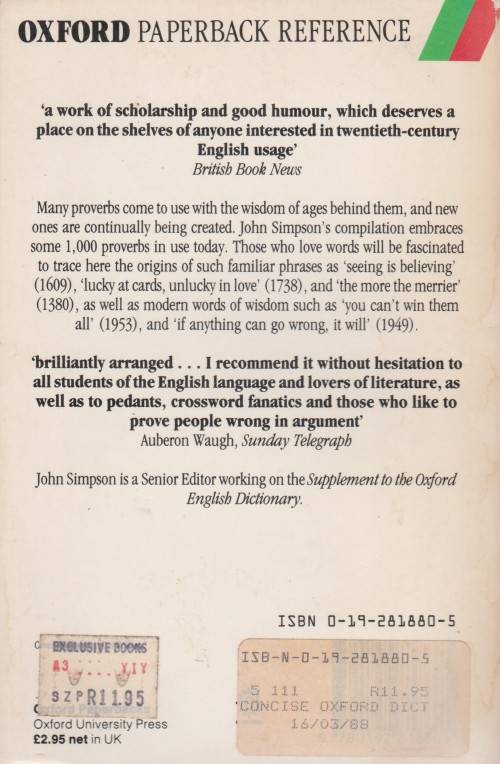 OXFORD PAPERBACK REFERENCE
‘a work of scholarship and good humour, which deserves a
place on the shelves of anyone interested in twentieth-century
English usage’
British Book News
Many proverbs come to use with the wisdom of ages behind them, and new
ones are continually being created. John Simpson’s compilation embraces
some 1,000 proverbs in use today. Those who love words will be fascinated
to trace here the origins of such familiar phrases as ‘seeing is believing’
(1609), ‘lucky at cards, unlucky in love’ (1738), and ‘the more the merrier’
(1380), as well as modern words of wisdom such as ‘you can’t win them
all’ (1953), and ‘if anything can go wrong, it will’ (1949).
‘brilliantly arranged . . . I recommend it without hesitation to
all students of the English language and lovers of literature, as
well as to pedants, crossword fanatics and those who like to
prove people wrong in argument’
Auberon Waugh, Sunday Telegraph
John Simpson is a Senior Editor working on the Supplement to the Oxford
English Dictionary.
ISBN 0-19-281880-5
EXCLUSIVE BOOKS
A3 YIY
SZP R11.95
Oxford Paperbacks
Oxford University Press
£2.95 net in UK
ISB-N-0-19-281880-5
5 111 R11.95
CONCISE OXFORD DICT
16/03/88